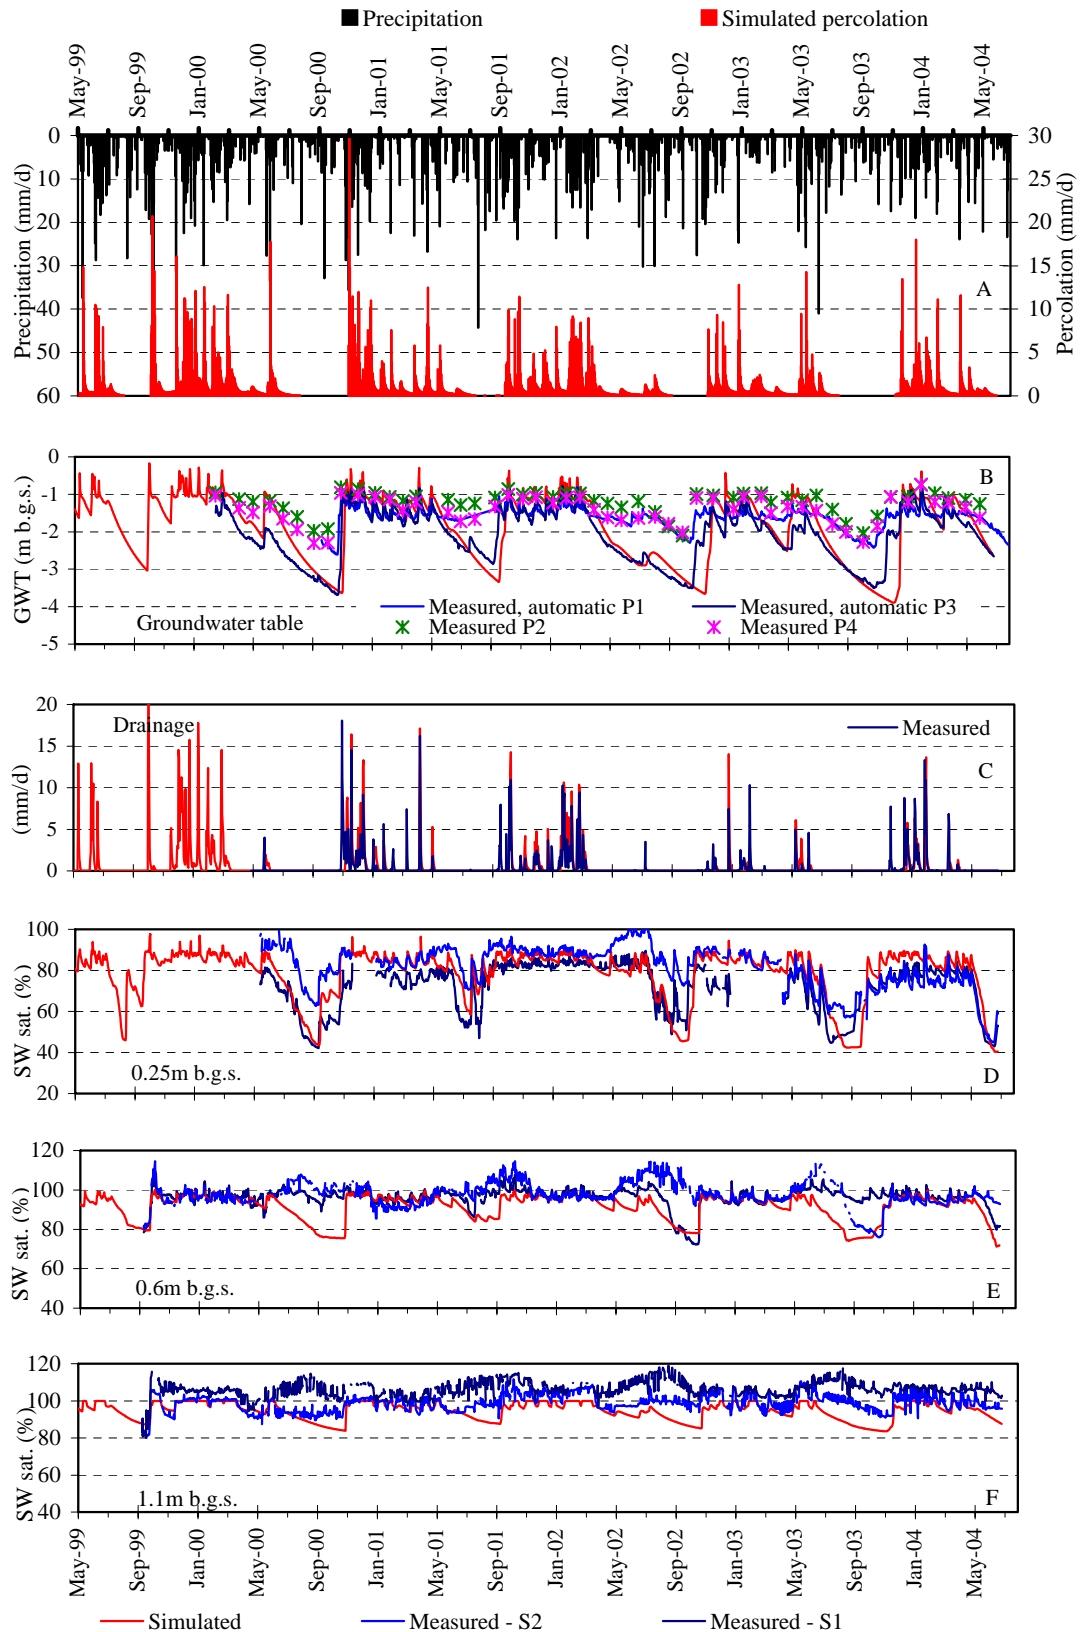 Precipitation Simulated percolation
May-99 Sep-99 Jan-00 May-00 Sep-00 Jan-01 May-01 Sep-01 Jan-02 May-02 Sep-02 Jan-03 May-03 Sep-03 Jan-04 May-04
Precipitation (mm/d)
0
10
20
30
40
50
60
30
25
20
15
10
5
0
Percolation (mm/d)
A
GWT (m b.g.s.)
0
-1
-2
-3
-4
-5
B
Measured, automatic P1 Measured, automatic P3
Groundwater table Measured P2 Measured P4
(mm/d)
20
15
10
5
0
Drainage
Measured
C
SW sat. (%)
100
80
60
40
20
0.25m b.g.s.
D
SW sat. (%)
120
100
80
60
40
0.6m b.g.s.
E
SW sat. (%)
120
100
80
60
40
1.1m b.g.s.
F
May-99 Sep-99 Jan-00 May-00 Sep-00 Jan-01 May-01 Sep-01 Jan-02 May-02 Sep-02 Jan-03 May-03 Sep-03 Jan-04 May-04
Simulated Measured - S2 Measured - S1